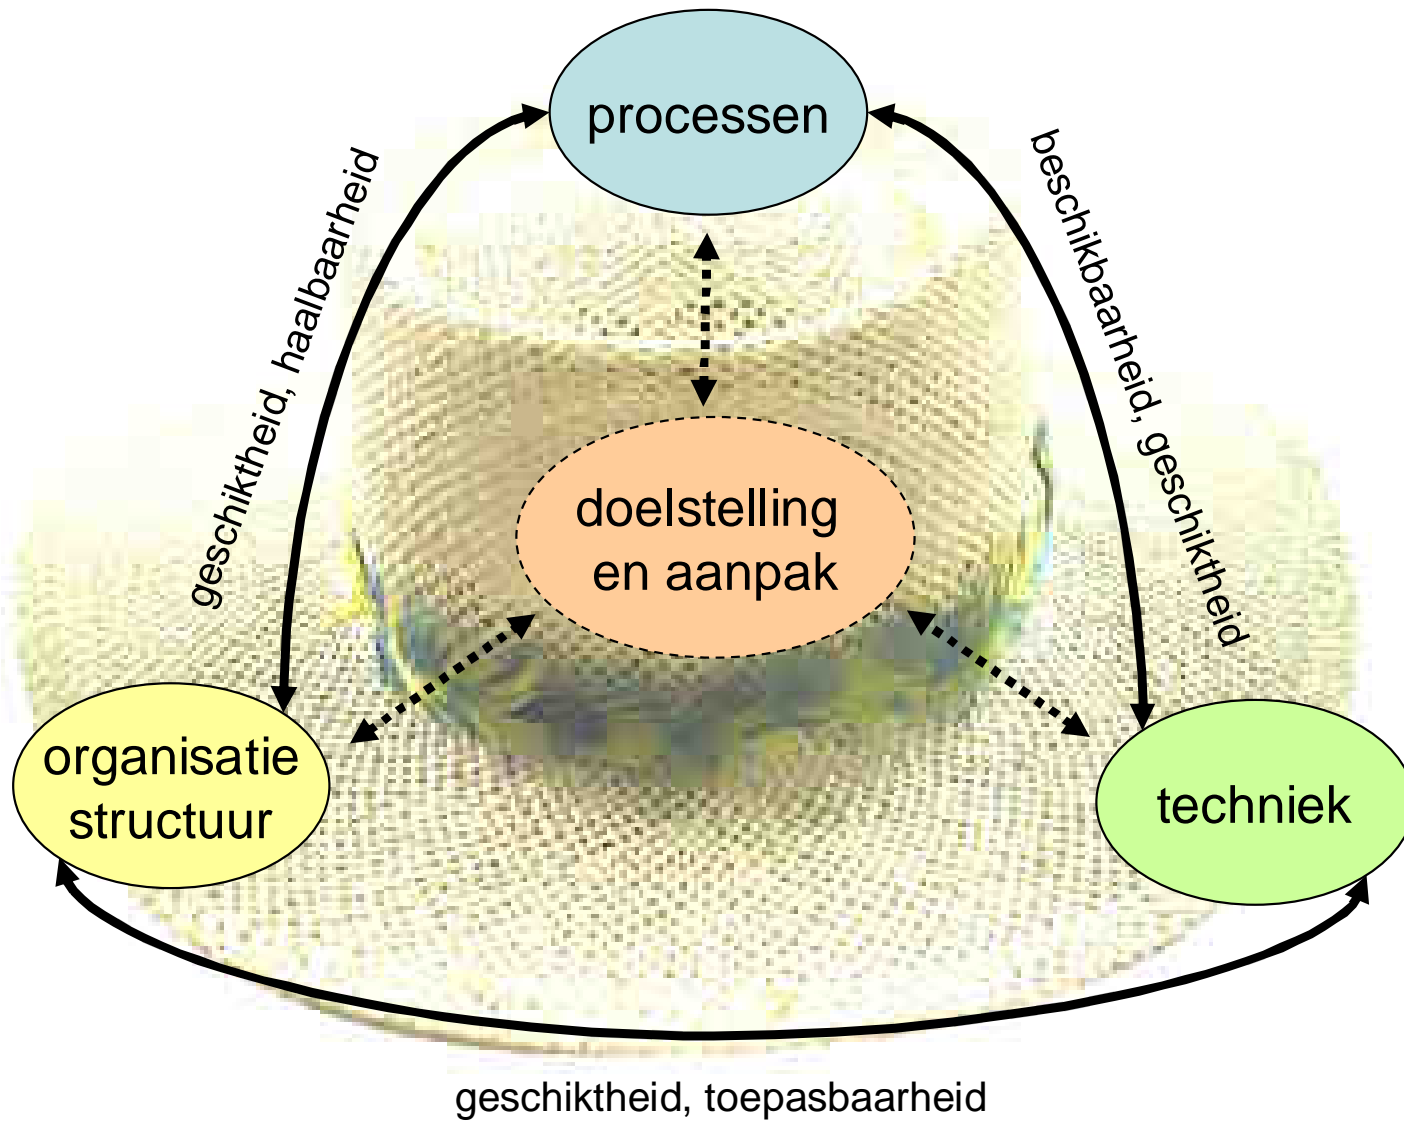 processen
geschiktheid, haalbaarheid
beschikbaarheid, geschiktheid
doelstelling
en aanpak
organisatie
structuur
techniek
geschiktheid, toepasbaarheid